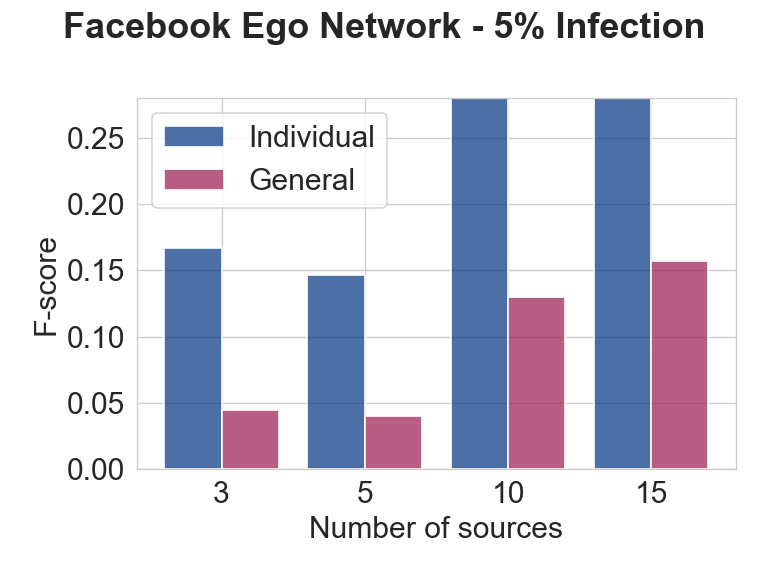 Facebook Ego Network - 5% Infection
Individual
General
0.25
0.20
0.15
0.10
0.05
0.00
F-score
3 5 10 15
Number of sources